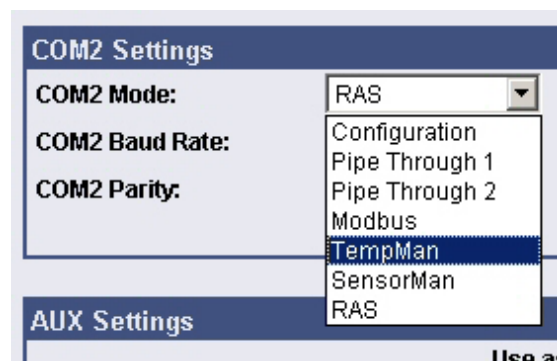 COM2 Settings
COM2 Mode: RAS
COM2 Baud Rate:
COM2 Parity:
Configuration
Pipe Through 1
Pipe Through 2
Modbus
TempMan
SensorMan
RAS
AUX Settings
Use